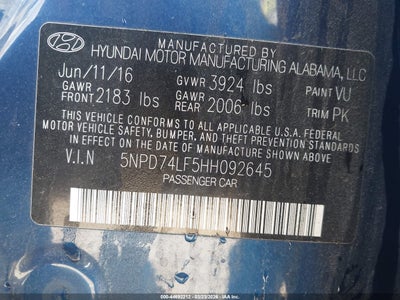 MANUFACTURED BY
HYUNDAI MOTOR MANUFACTURING ALABAMA, LLC
Jun/11/16 GVWR 3924 lbs PAINT VU
GAWR FRONT 2183 lbs GAWR REAR 2006 lbs TRIM PK
THIS VEHICLE CONFORMS TO ALL APPLICABLE U.S. FEDERAL
MOTOR VEHICLE SAFETY, BUMPER, AND THEFT PREVENTION
STANDARDS IN EFFECT ON THE DATE OF MANUFACTURE SHOWN ABOVE.
V.I.N 5NPD74LF5HH092645
PASSENGER CAR